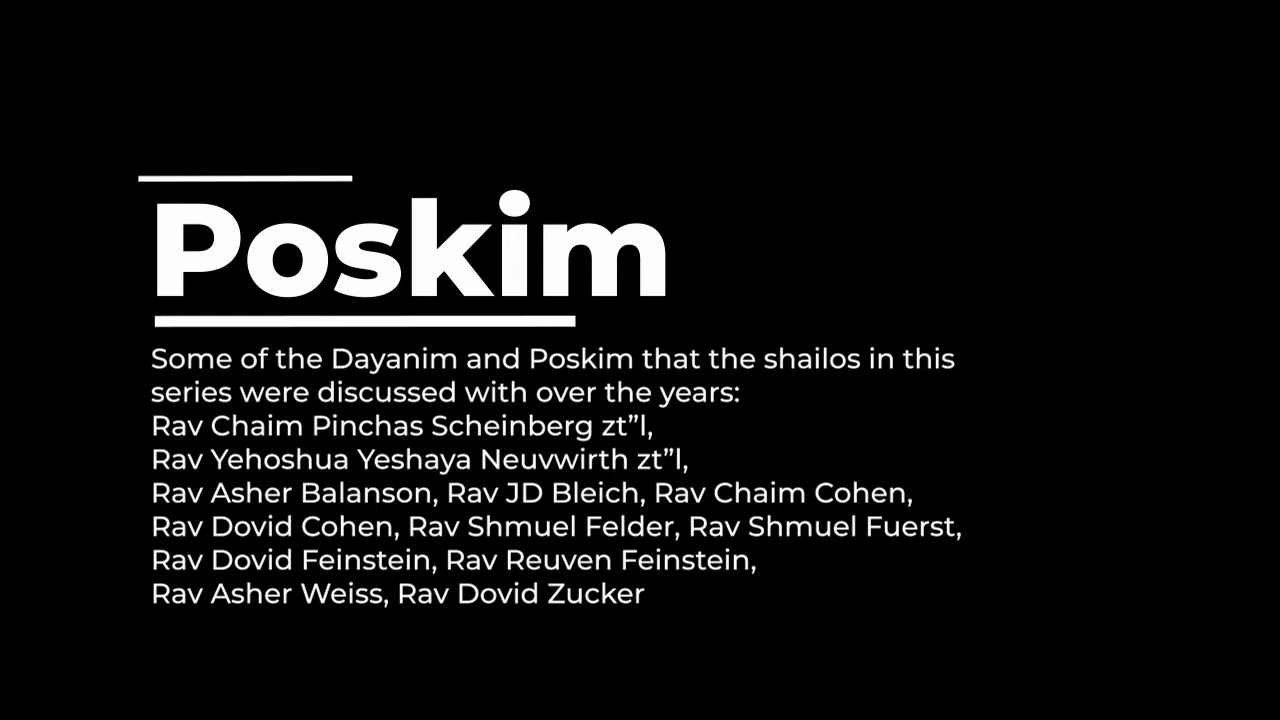 Poskim
Some of the Dayanim and Poskim that the shailos in this
series were discussed with over the years:
Rav Chaim Pinchas Scheinberg zt”l,
Rav Yehoshua Yeshaya Neuvwirth zt”l,
Rav Asher Balanson, Rav JD Bleich, Rav Chaim Cohen,
Rav Dovid Cohen, Rav Shmuel Felder, Rav Shmuel Fuerst,
Rav Dovid Feinstein, Rav Reuven Feinstein,
Rav Asher Weiss, Rav Dovid Zucker